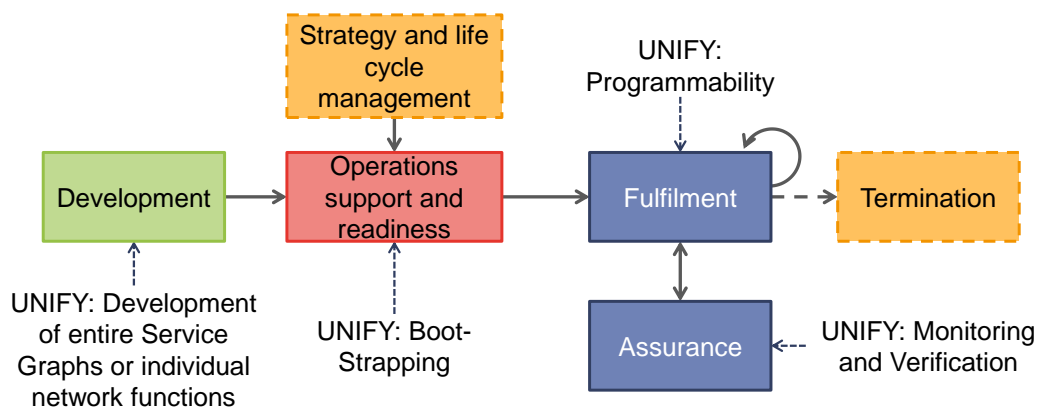 Strategy and life
cycle
management
UNIFY:
Programmability
Development
Operations
support and
readiness
Fulfilment
Termination
UNIFY: Development
of entire Service
Graphs or individual
network functions
UNIFY: Boot-
Strapping
Assurance
UNIFY: Monitoring
and Verification